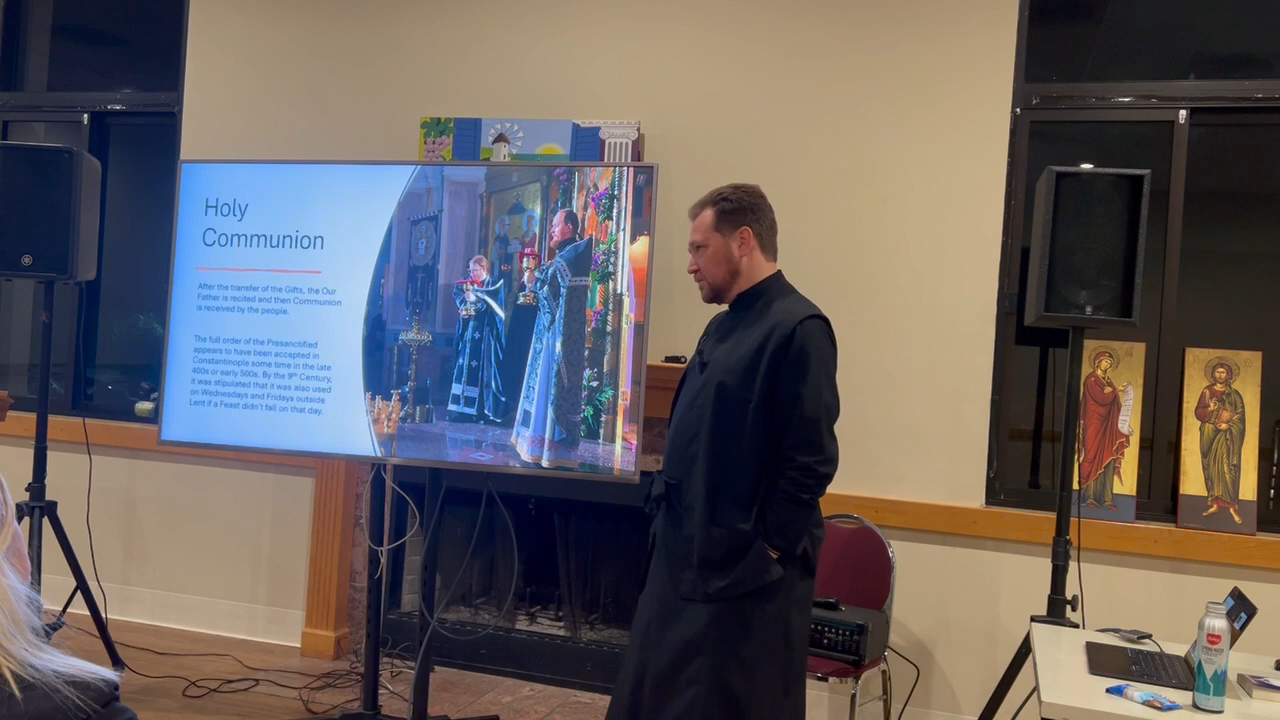 Holy
Communion
After the transfer of the Gifts, the Our
Father is recited and then Communion
is received by the people.
The full order of the Presanctified
appears to have been accepted in
Constantinople some time in the late
400s or early 500s. By the 9th Century,
it was stipulated that it was also used
on Wednesdays and Fridays outside
Lent if a Feast didn't fall on that day.